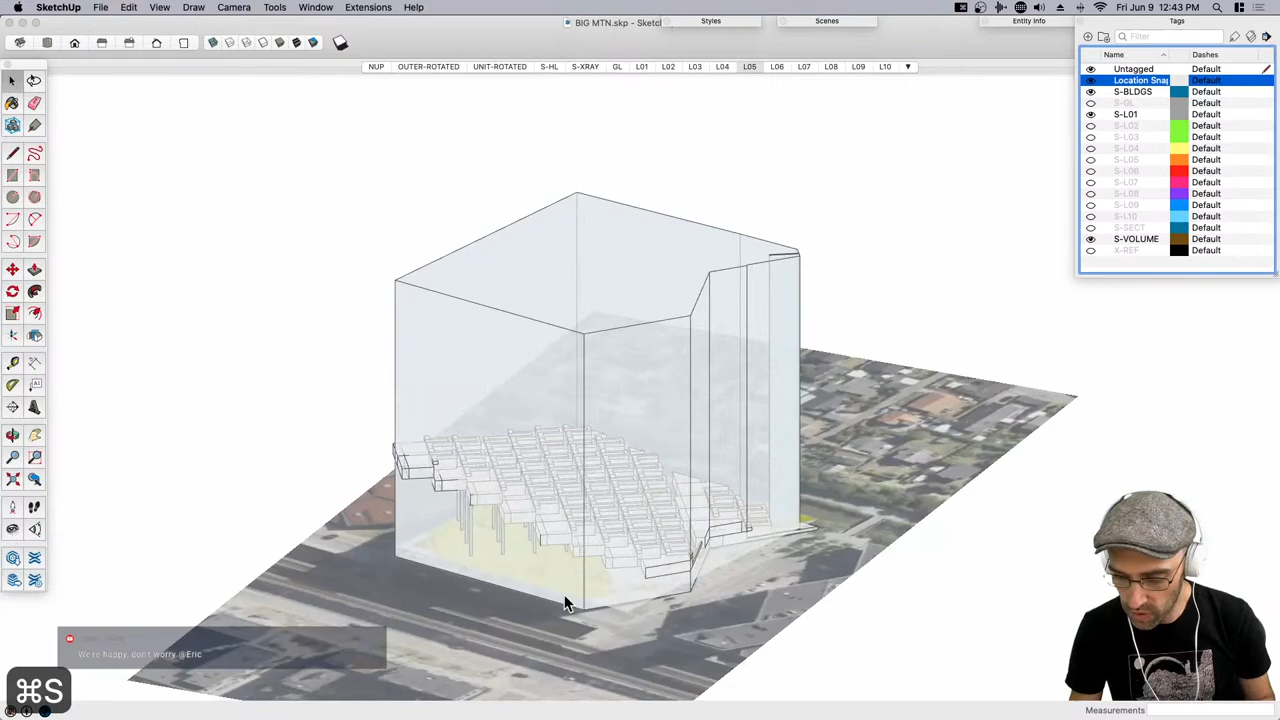 SketchUp File Edit View Draw Camera Tools Window Extensions Help
Fri Jun 9 12:43 PM
BIG MTN.skp - Sketcl
Styles
Scenes
Entity Info
Tags
Filter
NUP OUTER-ROTATED UNIT-ROTATED S-HL S-XRAY GL L01 L02 L03 L04 L05 L06 L07 L08 L09 L10
Name Dashes
Untagged Default
Location Snap Default
S-BLDGS Default
S-GL Default
S-L01 Default
S-L02 Default
S-L03 Default
S-L04 Default
S-L05 Default
S-L06 Default
S-L07 Default
S-L08 Default
S-L09 Default
S-L10 Default
S-SECT Default
S-VOLUME Default
X-REF Default
We're happy, don't worry @Eric
⌘S
Measurements